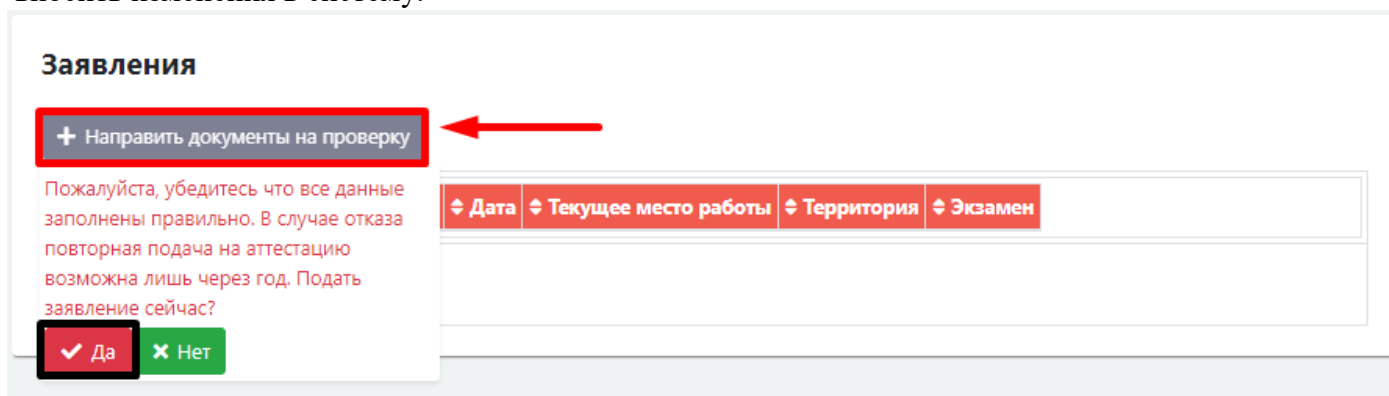 Заявления
Направить документы на проверку
Пожалуйста, убедитесь что все данные
заполнены правильно. В случае отказа
повторная подача на аттестацию
возможна лишь через год. Подать
заявление сейчас?
Да Нет
Дата Текущее место работы Территория Экзамен